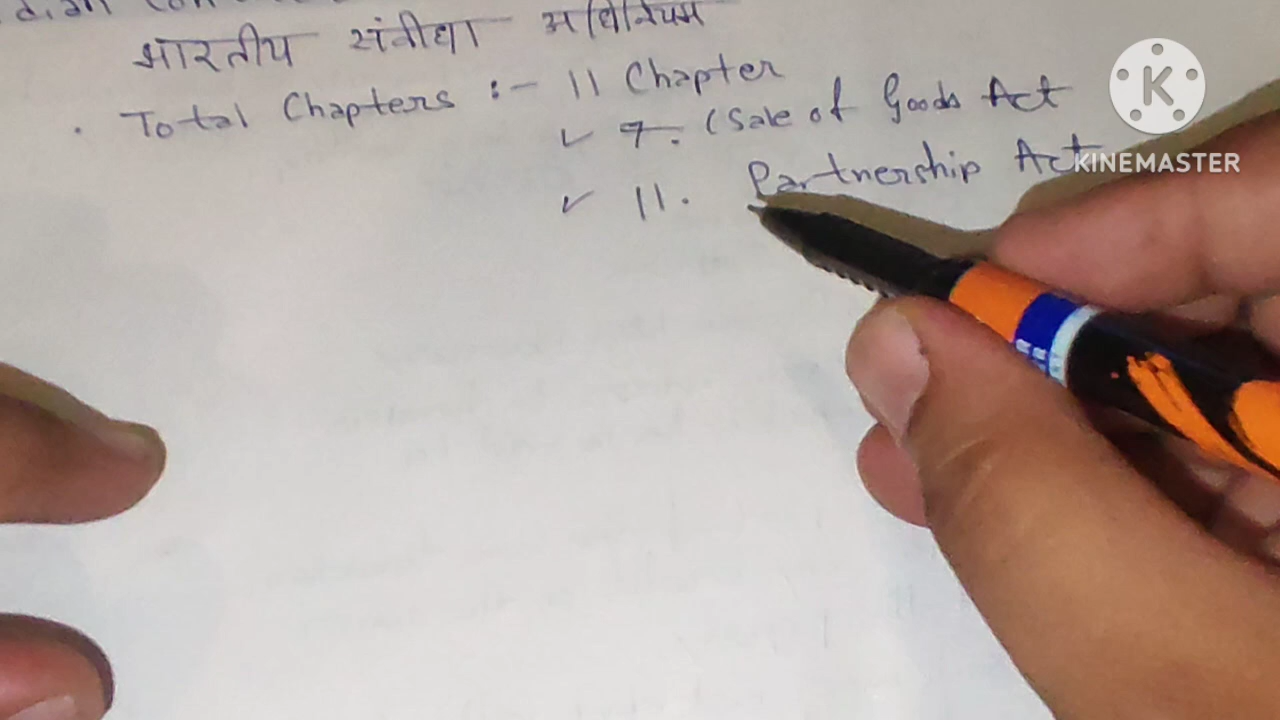 भारतीय संवीधा अधिनियम
. Total Chapters :- 11 Chapter
✓ 7. (Sale of Goods Act
✓ 11. Partnership Act
K
KINEMASTER